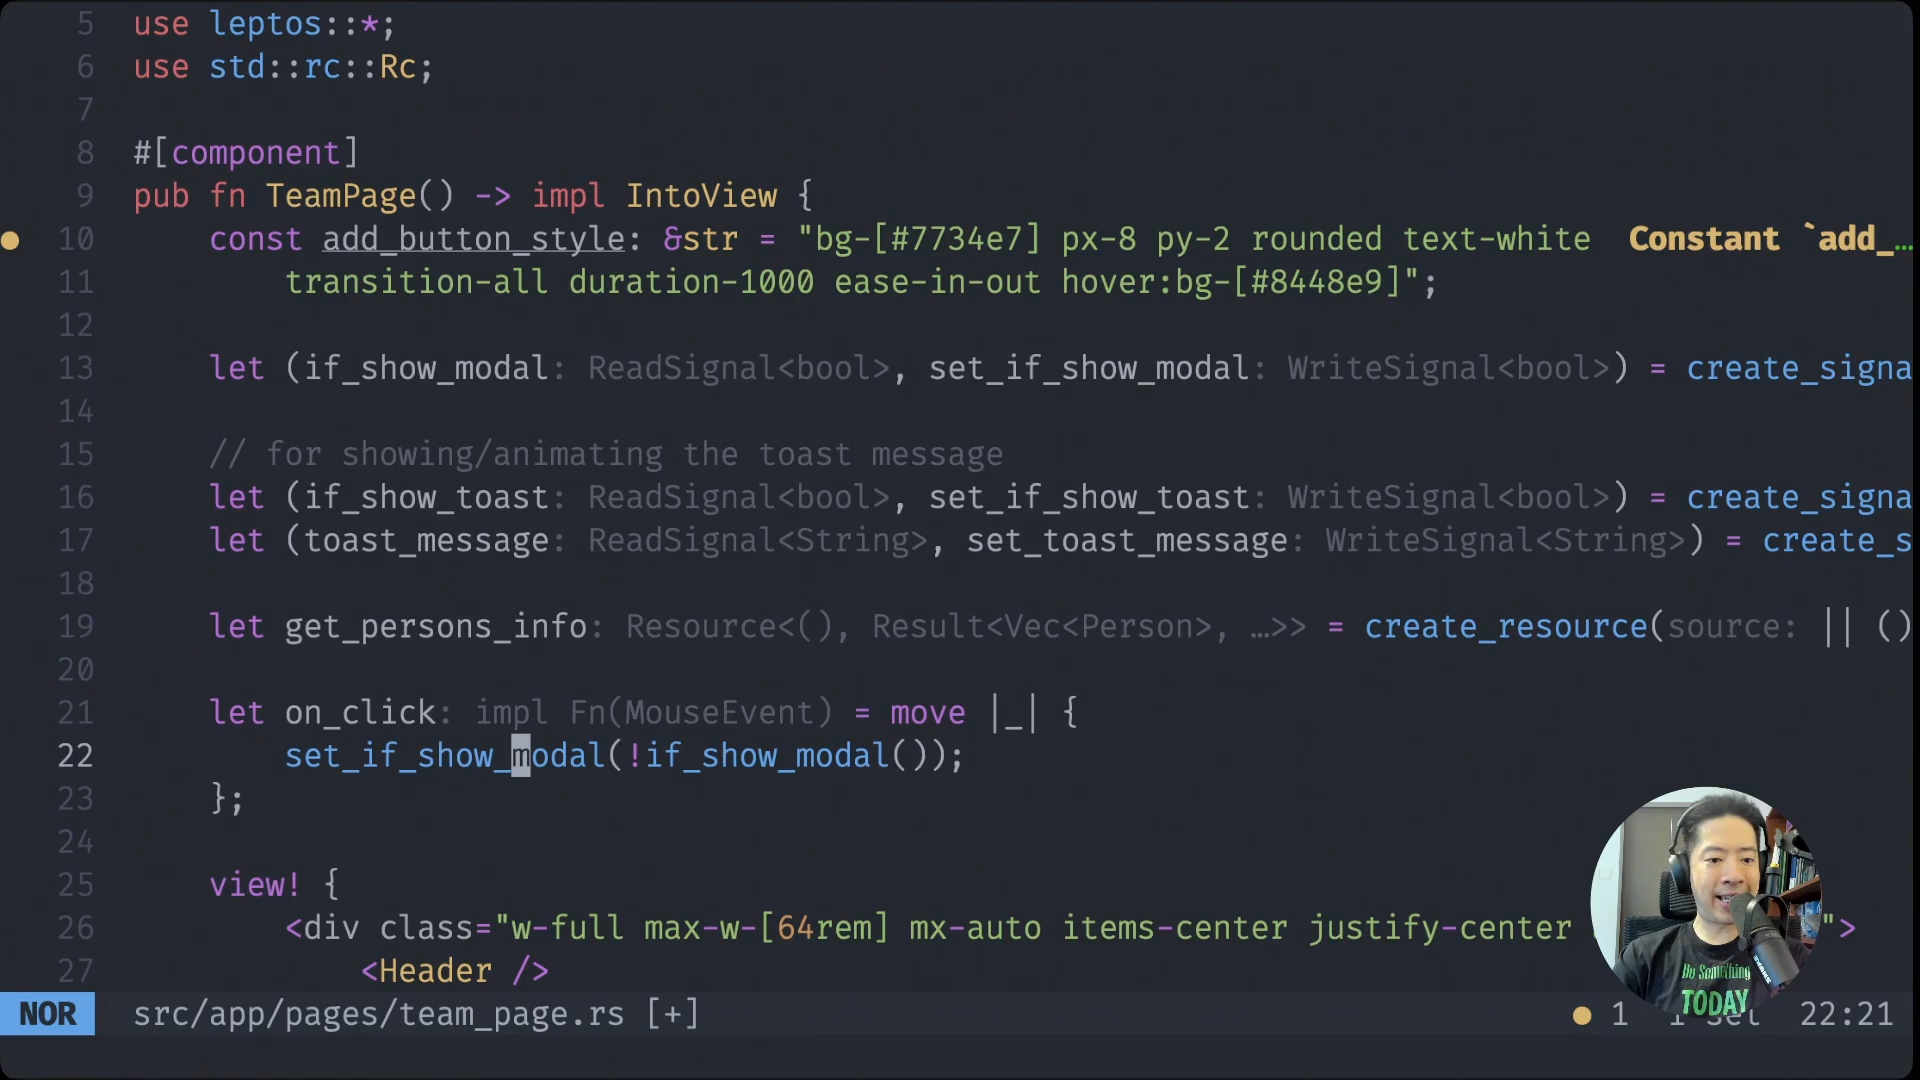 5 use leptos::*;
6 use std::rc::Rc;
7
8 #[component]
9 pub fn TeamPage() -> impl IntoView {
10 const add_button_style: &str = "bg-[#7734e7] px-8 py-2 rounded text-white Constant `add_…
11 transition-all duration-1000 ease-in-out hover:bg-[#8448e9]";
12
13 let (if_show_modal: ReadSignal<bool>, set_if_show_modal: WriteSignal<bool>) = create_signa
14
15 // for showing/animating the toast message
16 let (if_show_toast: ReadSignal<bool>, set_if_show_toast: WriteSignal<bool>) = create_signa
17 let (toast_message: ReadSignal<String>, set_toast_message: WriteSignal<String>) = create_s
18
19 let get_persons_info: Resource<(), Result<Vec<Person>, …>> = create_resource(source: || ()
20
21 let on_click: impl Fn(MouseEvent) = move |_| {
22 set_if_show_modal(!if_show_modal());
23 };
24
25 view! {
26 <div class="w-full max-w-[64rem] mx-auto items-center justify-center ">
27 <Header />
Do Something
TODAY
NOR src/app/pages/team_page.rs [+] 1 1 sel 22:21